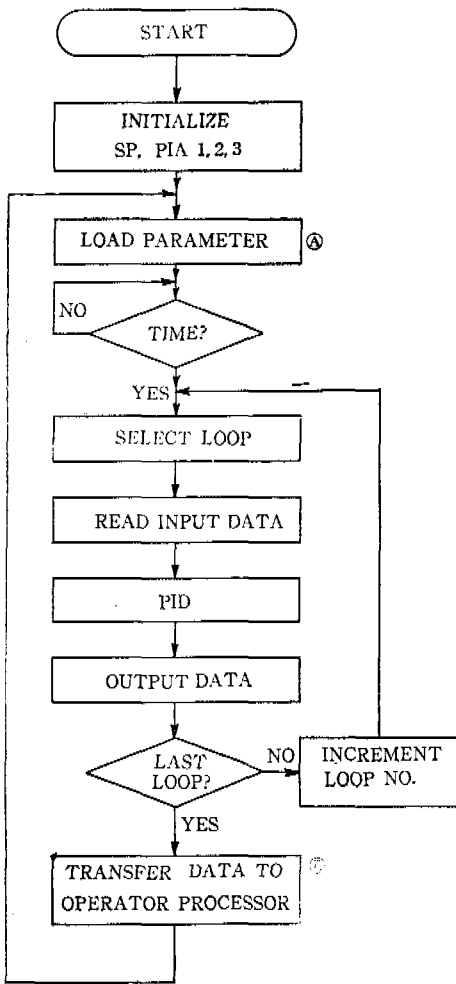 START
INITIALIZE
SP, PIA 1, 2, 3
LOAD PARAMETER Ⓐ
NO
TIME?
YES
SELECT LOOP
READ INPUT DATA
PID
OUTPUT DATA
LAST
LOOP?
NO
INCREMENT
LOOP NO.
YES
TRANSFER DATA TO
OPERATOR PROCESSOR